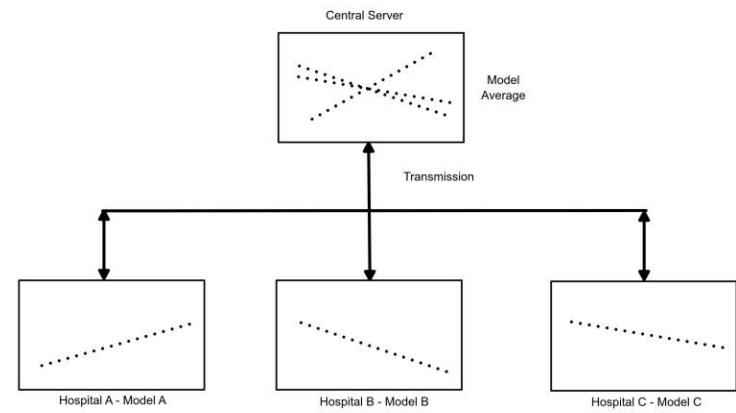 Central Server
Model
Average
Transmission
Hospital A - Model A
Hospital B - Model B
Hospital C - Model C